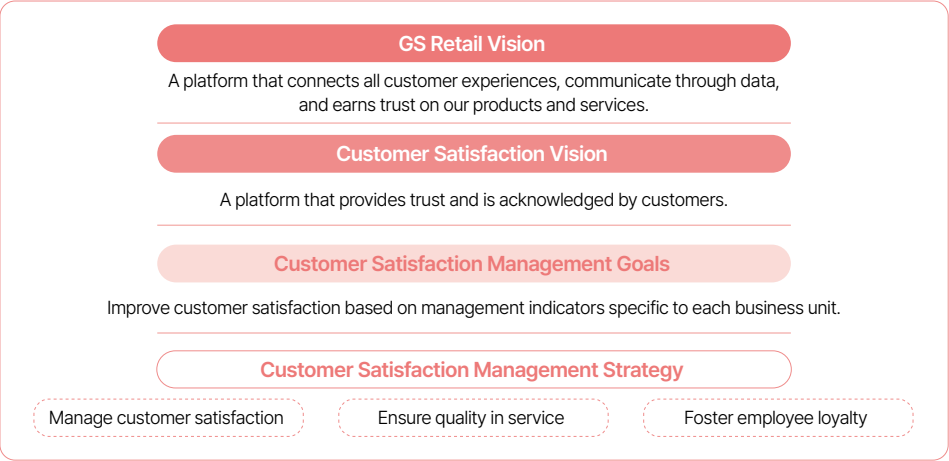 GS Retail Vision
A platform that connects all customer experiences, communicate through data,
and earns trust on our products and services.
Customer Satisfaction Vision
A platform that provides trust and is acknowledged by customers.
Customer Satisfaction Management Goals
Improve customer satisfaction based on management indicators specific to each business unit.
Customer Satisfaction Management Strategy
Manage customer satisfaction
Ensure quality in service
Foster employee loyalty